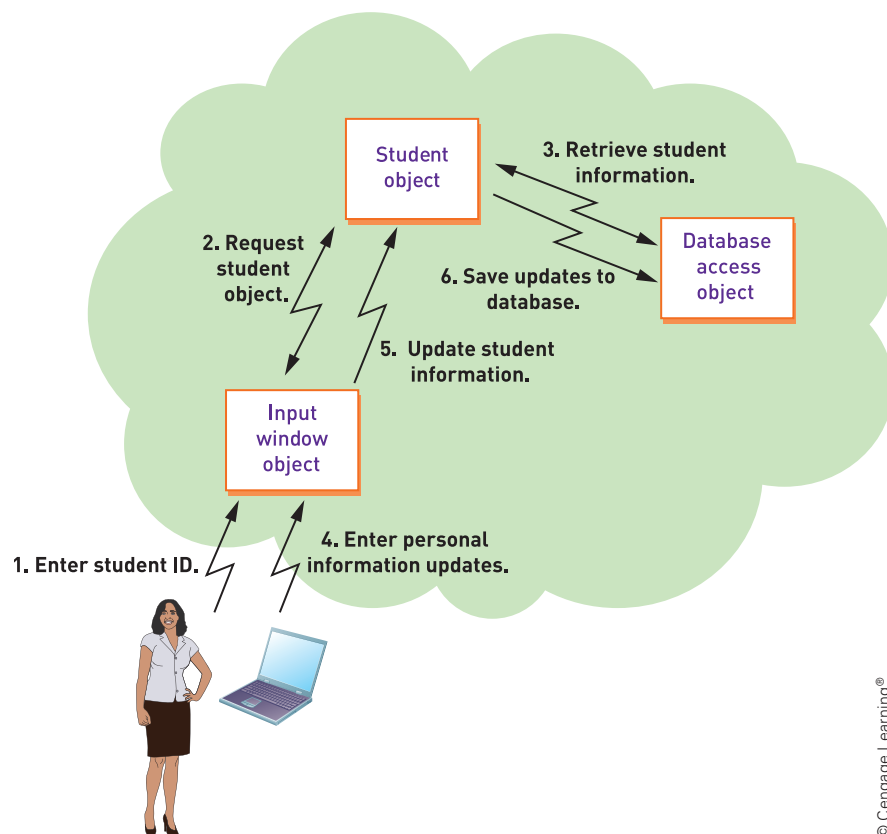 Student
object
3. Retrieve student
information.
2. Request
student
object.
Database
access
object
6. Save updates to
database.
5. Update student
information.
Input
window
object
4. Enter personal
information updates.
1. Enter student ID.
© Cengage Learning®